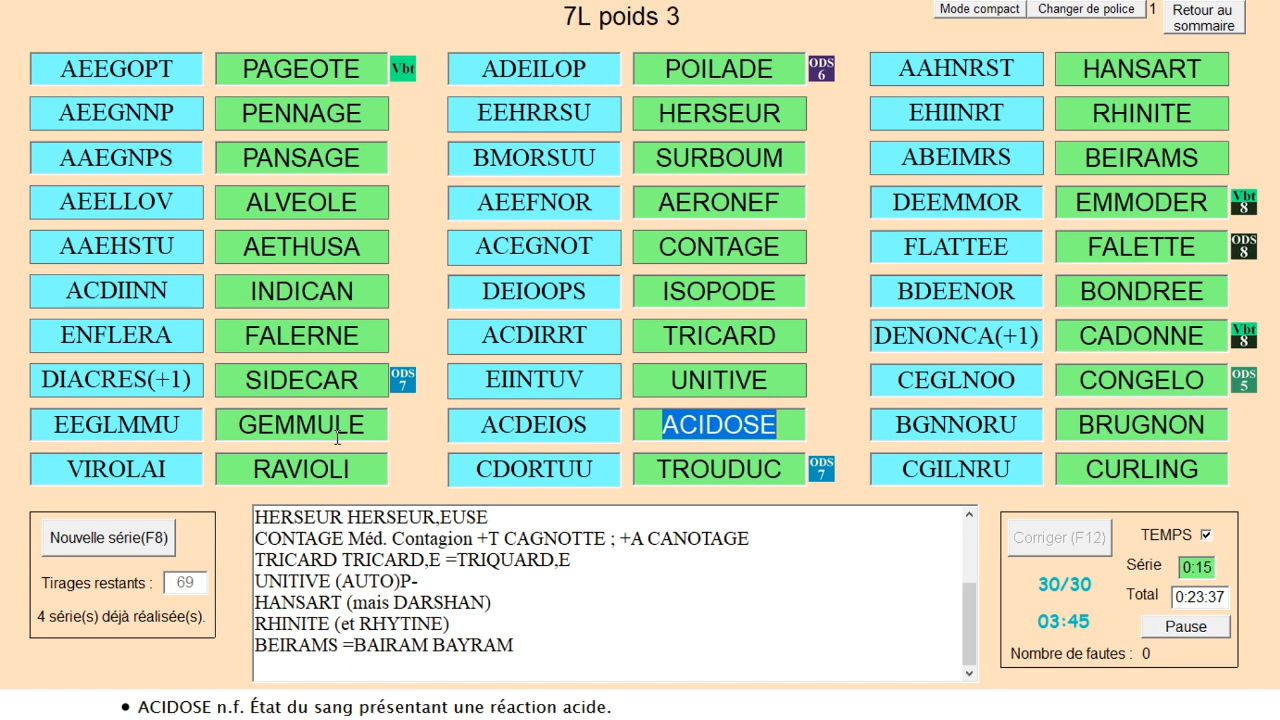 7L poids 3
Mode compact Changer de police 1 Retour au sommaire
AEEGOPT PAGEOTE Vbt ADEILOP POILADE ODS 6 AAHNRST HANSART
AEEGNNP PENNAGE EEHRRSU HERSEUR EHIINRT RHINITE
AAEGNPS PANSAGE BMORSUU SURBOUM ABEIMRS BEIRAMS
AEELLOV ALVEOLE AEEFNOR AERONEF DEEMMOR EMMODER Vbt 8
AAEHSTU AETHUSA ACEGNOT CONTAGE FLATTEE FALETTE ODS 8
ACDIINN INDICAN DEIOOPS ISOPODE BDEENOR BONDREE
ENFLERA FALERNE ACDIRRT TRICARD DENONCA(+1) CADONNE Vbt 8
DIACRES(+1) SIDECAR ODS 7 EIINTUV UNITIVE CEGLNOO CONGELO ODS 5
EEGLMMU GEMMULE ACDEIOS ACIDOSE BGNNORU BRUGNON
VIROLAI RAVIOLI CDORTUU TROUDUC ODS 7 CGILNRU CURLING
Nouvelle série(F8)
Tirages restants : 69
4 série(s) déjà réalisée(s).
HERSEUR HERSEUR,EUSE
CONTAGE Méd. Contagion +T CAGNOTTE ; +A CANOTAGE
TRICARD TRICARD,E =TRIQUARD,E
UNITIVE (AUTO)P-
HANSART (mais DARSHAN)
RHINITE (et RHYTINE)
BEIRAMS =BAIRAM BAYRAM
Corriger (F12) TEMPS
Série 0:15
30/30 Total 0:23:37
03:45 Pause
Nombre de fautes : 0
• ACIDOSE n.f. État du sang présentant une réaction acide.